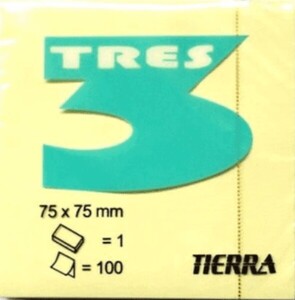 TRES
3
75 x 75 mm
= 1
= 100
TIERRA